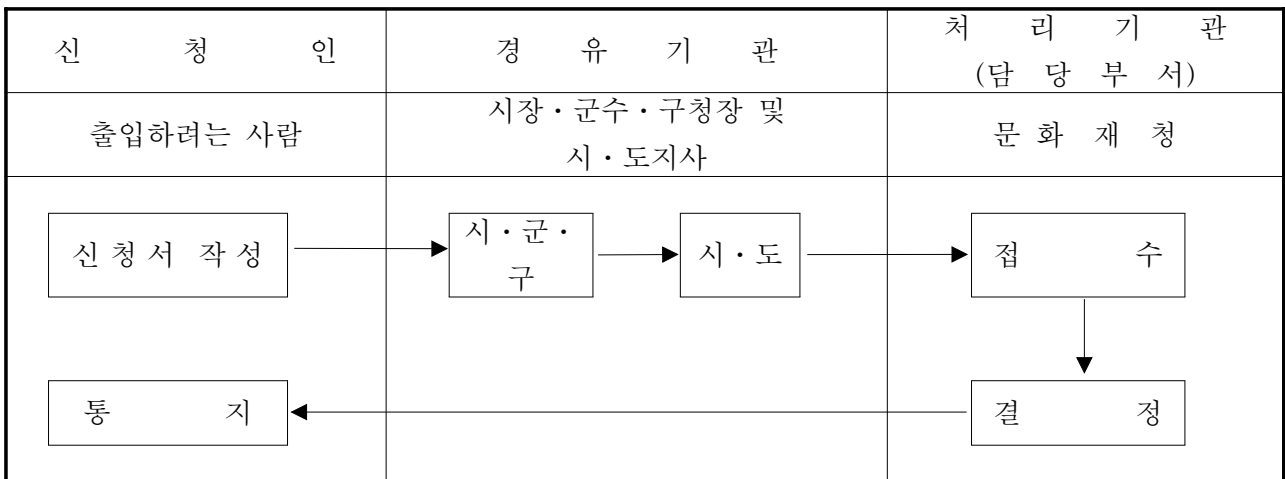 신 청 인
경 유 기 관
처 리 기 관
(담 당 부 서)
출입하려는 사람
시장·군수·구청장 및
시·도지사
문 화 재 청
신 청 서 작 성
시·군·
구
시·도
접 수
통 지
결 정